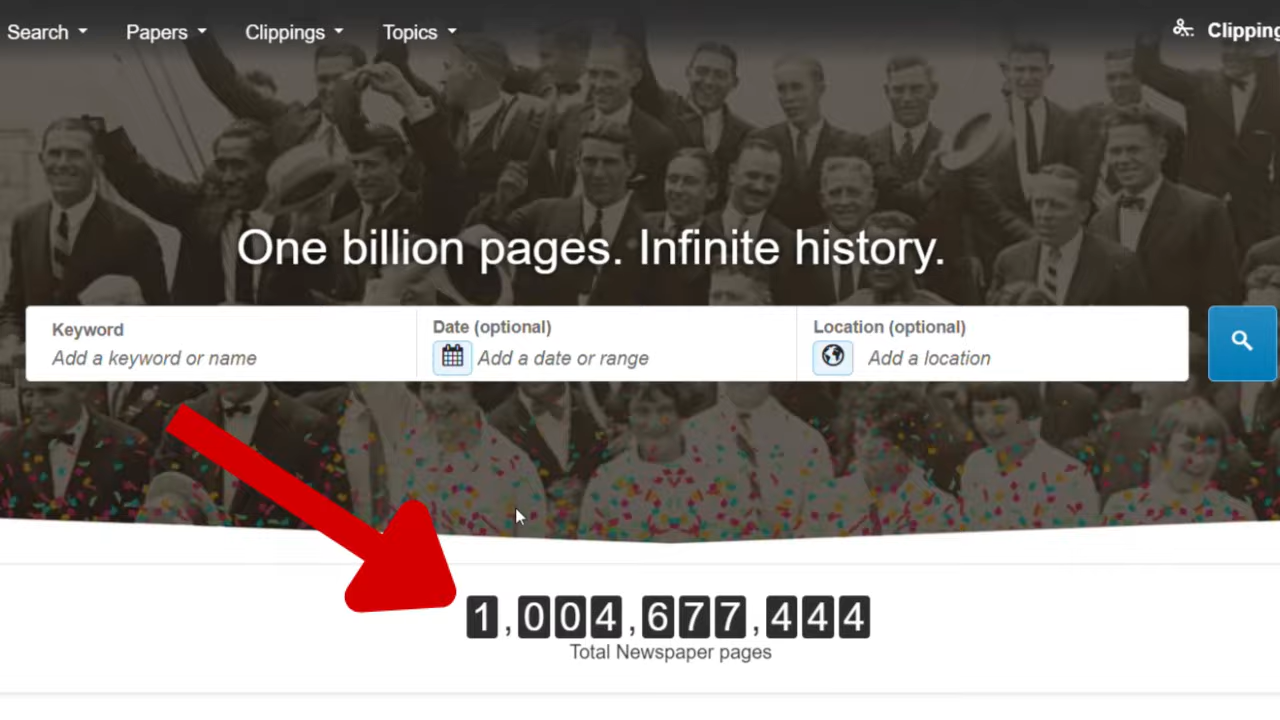 Search Papers Clippings Topics
One billion pages. Infinite history.
Keyword Date (optional) Location (optional)
Add a keyword or name Add a date or range Add a location
1,004,677,444
Total Newspaper pages